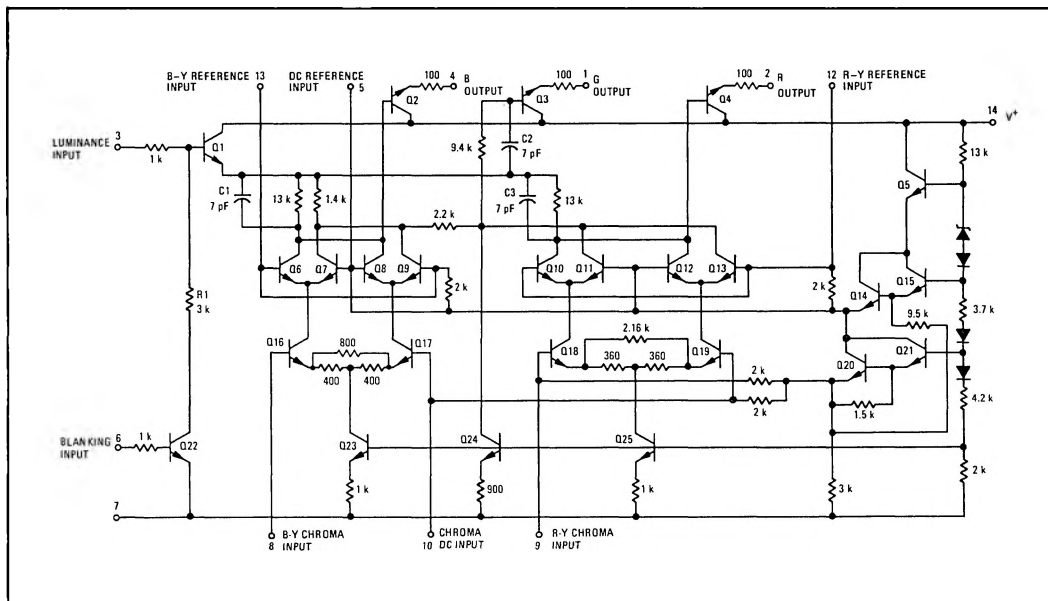 B–Y REFERENCE 13
INPUT
DC REFERENCE
INPUT 5
100 4 B
OUTPUT
Q2
100 1 G
OUTPUT
Q3
100 2 R
OUTPUT
Q4
12 R–Y REFERENCE
INPUT
14
V+
3
LUMINANCE
INPUT
1 k
Q1
9.4 k
C2
7 pF
13 k
Q5
C1
7 pF
13 k
1.4 k
C3
7 pF
13 k
2.2 k
Q6
Q7
Q8
Q9
2 k
Q10
Q11
Q12
Q13
2 k
Q14
Q15
R1
3 k
9.5 k
3.7 k
Q16
800
400
400
Q17
Q18
2.16 k
360
360
Q19
2 k
2 k
Q20
Q21
1.5 k
4.2 k
BLANKING
INPUT
6
1 k
Q22
Q23
Q24
Q25
1 k
900
1 k
3 k
2 k
7
8
B-Y CHROMA
INPUT
10
CHROMA
DC INPUT
9
R-Y CHROMA
INPUT